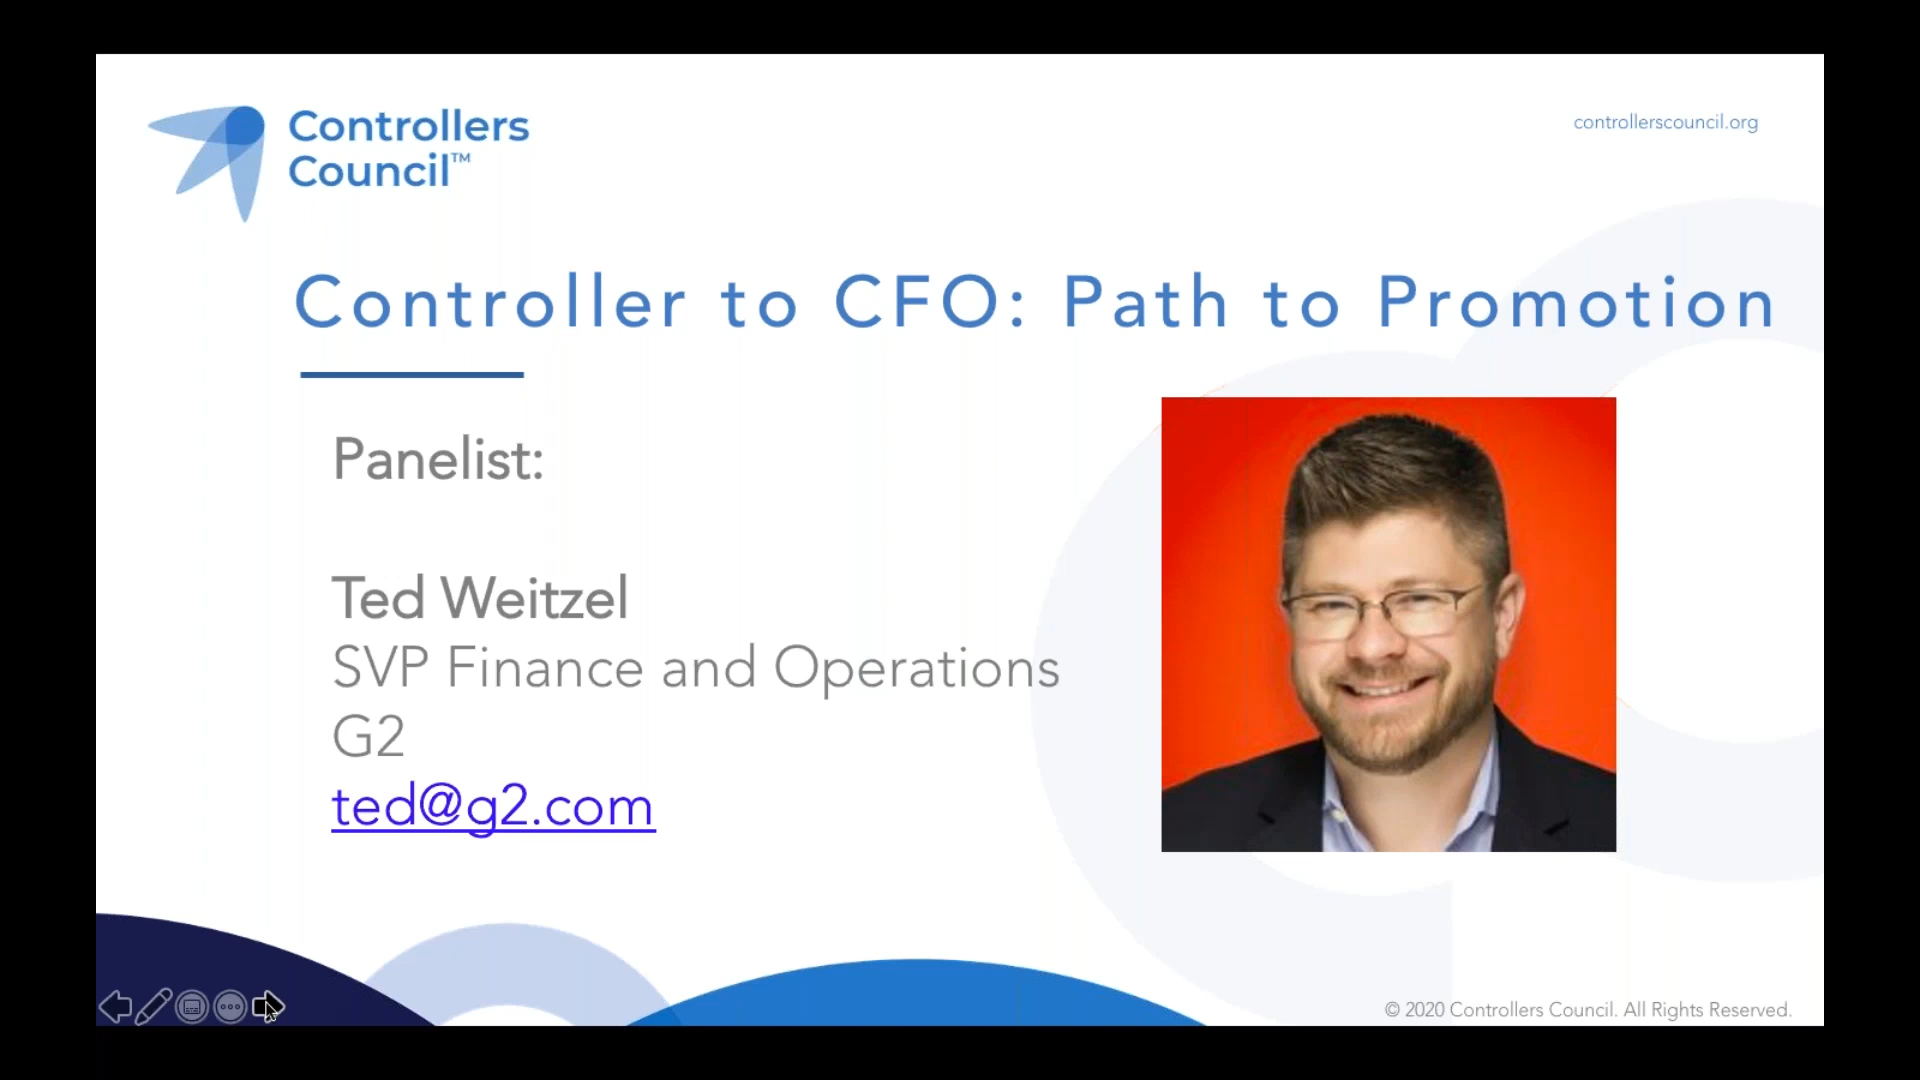 Controllers
Council™
controllerscouncil.org
Controller to CFO: Path to Promotion
Panelist:
Ted Weitzel
SVP Finance and Operations
G2
ted@g2.com
© 2020 Controllers Council. All Rights Reserved.